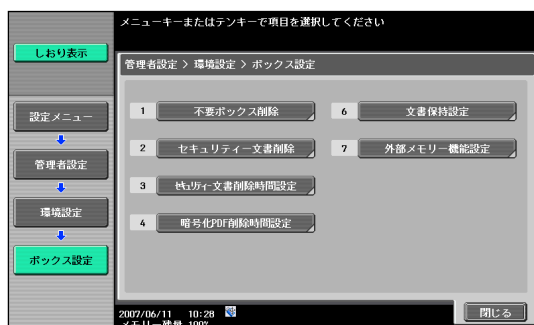 メニューキーまたはテンキーで項目を選択してください
しおり表示
管理者設定 > 環境設定 > ボックス設定
設定メニュー
管理者設定
環境設定
ボックス設定
1 不要ボックス削除
2 セキュリティー文書削除
3 ｾｷｭﾘﾃｨｰ文書削除時間設定
4 暗号化PDF削除時間設定
6 文書保持設定
7 外部メモリー機能設定
2007/06/11 10:28
メモリー残量 100%
閉じる